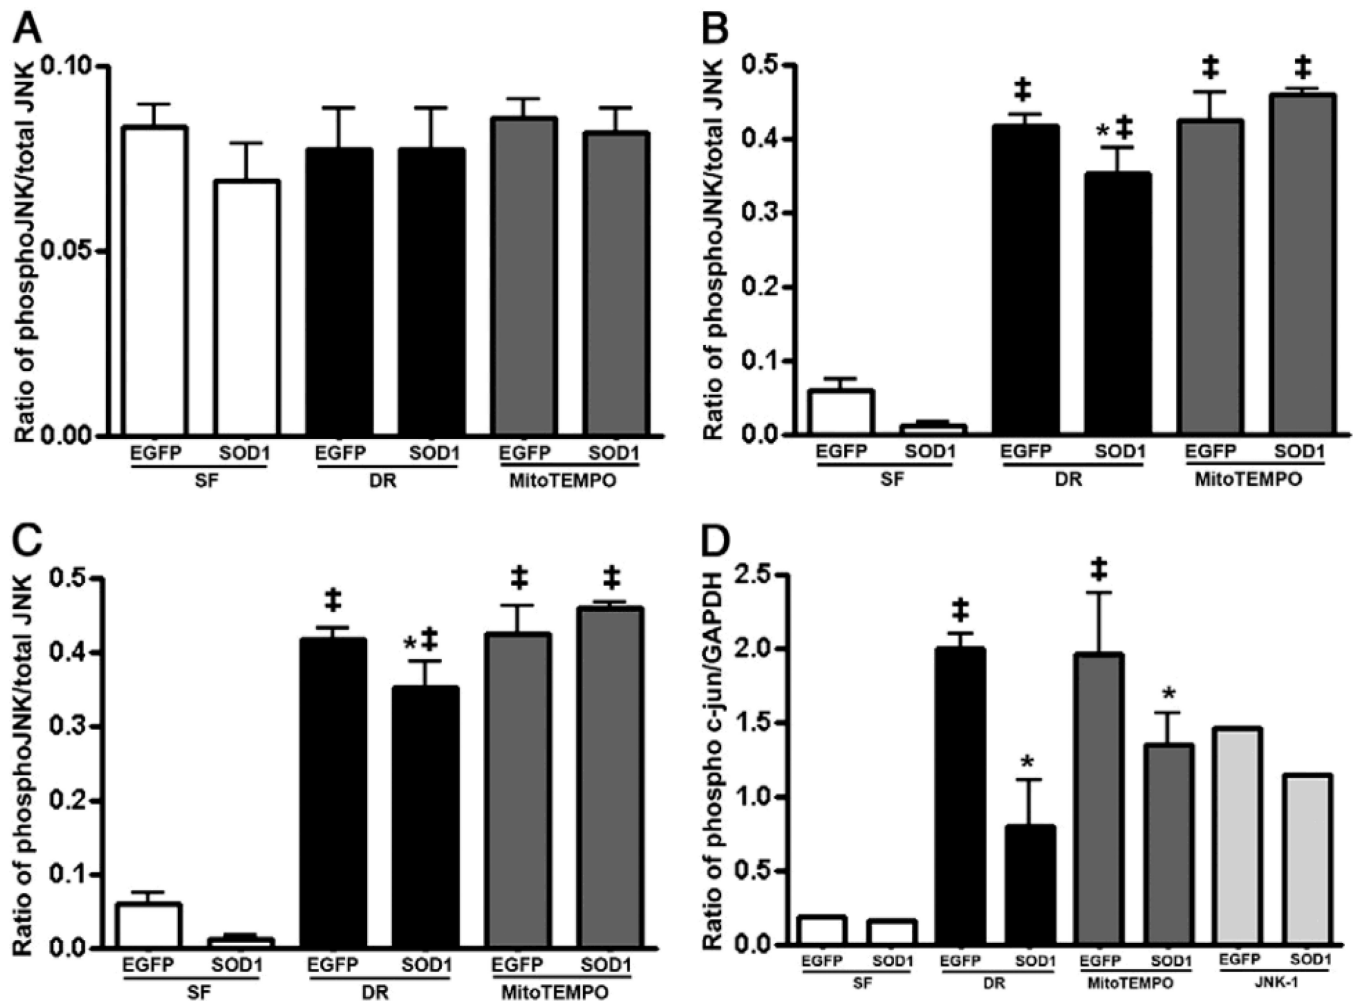 A
Ratio of phosphoJNK/total JNK
0.10
0.05
0.00
EGFP SOD1 EGFP SOD1 EGFP SOD1
SF DR MitoTEMPO
B
Ratio of phosphoJNK/total JNK
0.5
0.4
0.3
0.2
0.1
0.0
‡ *‡ ‡ ‡
EGFP SOD1 EGFP SOD1 EGFP SOD1
SF DR MitoTEMPO
C
Ratio of phosphoJNK/total JNK
0.5
0.4
0.3
0.2
0.1
0.0
‡ *‡ ‡ ‡
EGFP SOD1 EGFP SOD1 EGFP SOD1
SF DR MitoTEMPO
D
Ratio of phospho c-jun/GAPDH
2.5
2.0
1.5
1.0
0.5
0.0
‡ * ‡ *
EGFP SOD1 EGFP SOD1 EGFP SOD1 EGFP SOD1
SF DR MitoTEMPO JNK-1